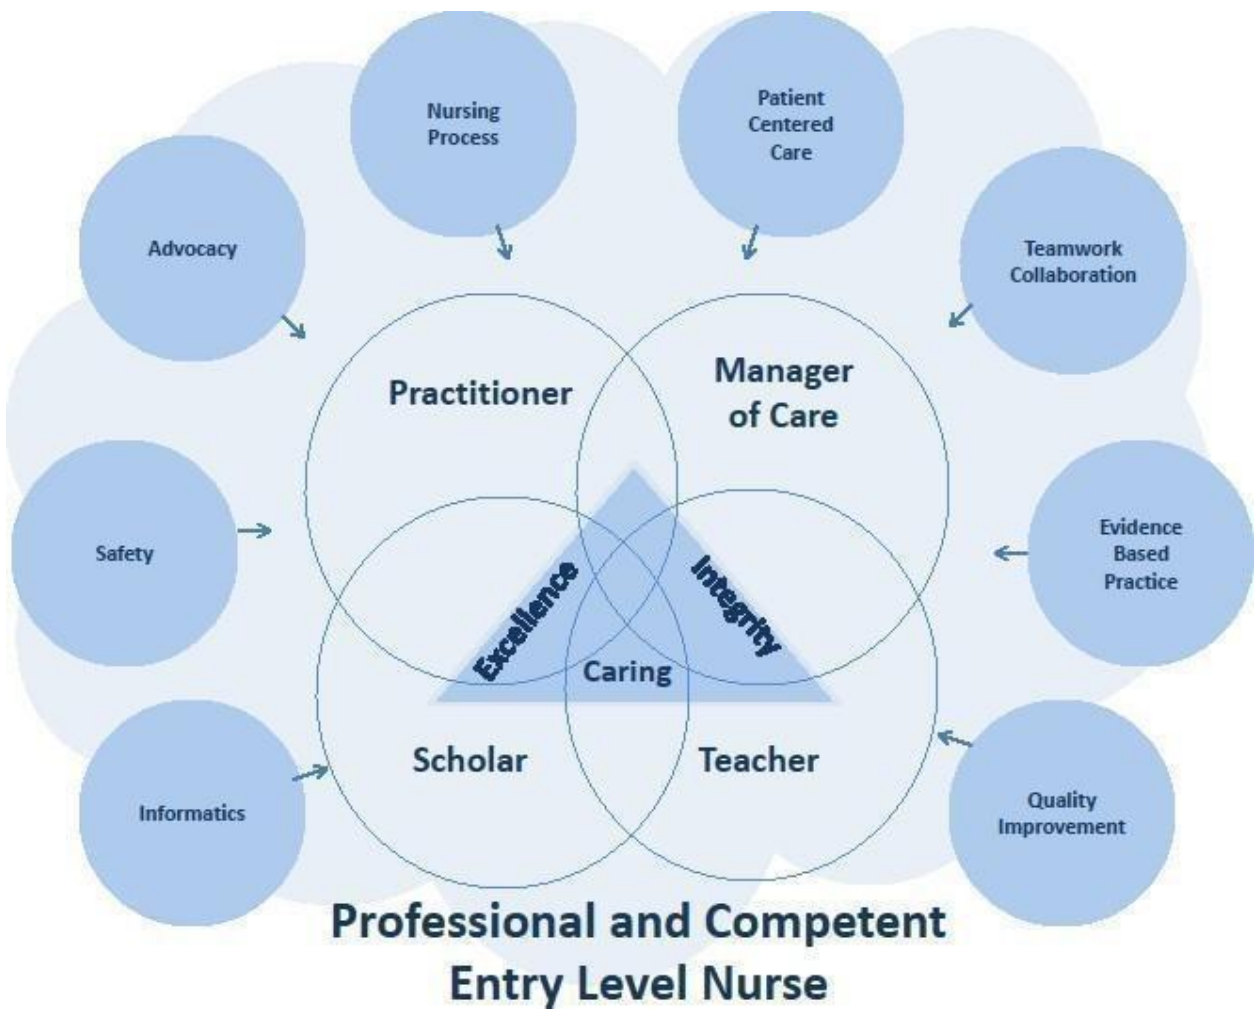 Nursing
Process
Patient
Centered
Care
Advocacy
Teamwork
Collaboration
Practitioner
Manager
of Care
Safety
Evidence
Based
Practice
Excellence
Integrity
Caring
Scholar
Teacher
Informatics
Quality
Improvement
Professional and Competent
Entry Level Nurse